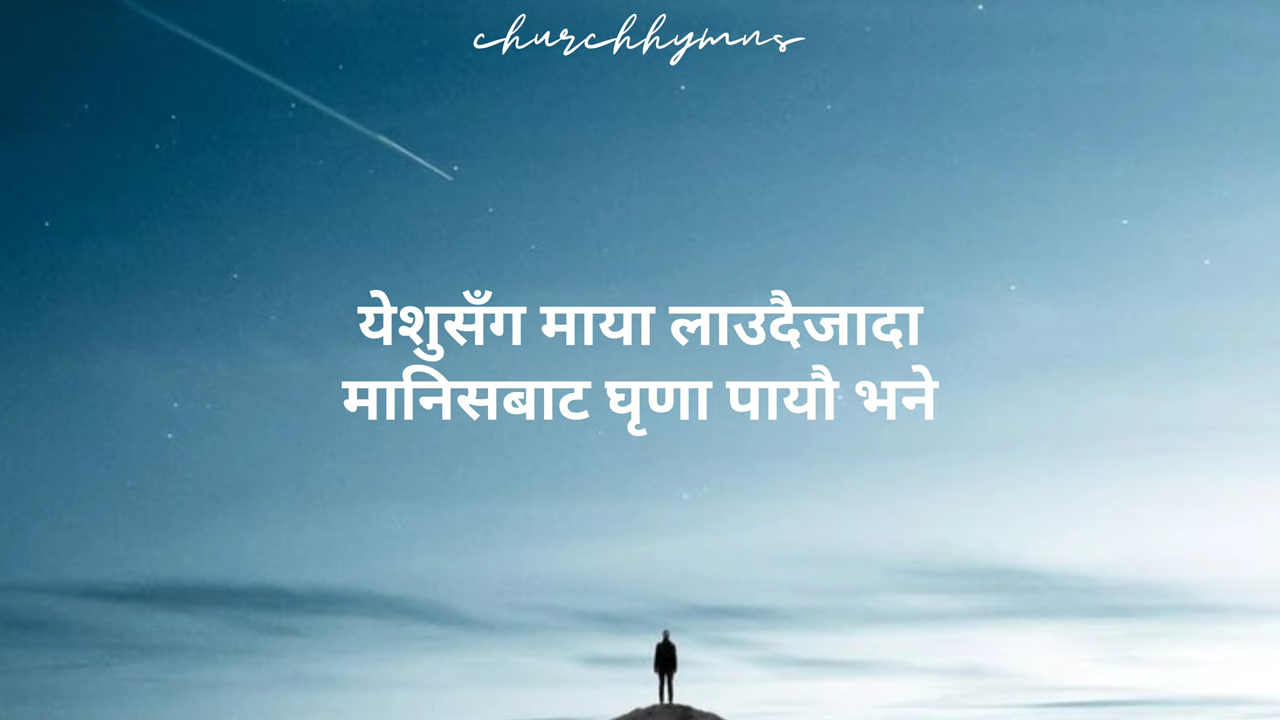 churchhymns
येशुसँग माया लाउदैजादा
मानिसबाट घृणा पायौ भने